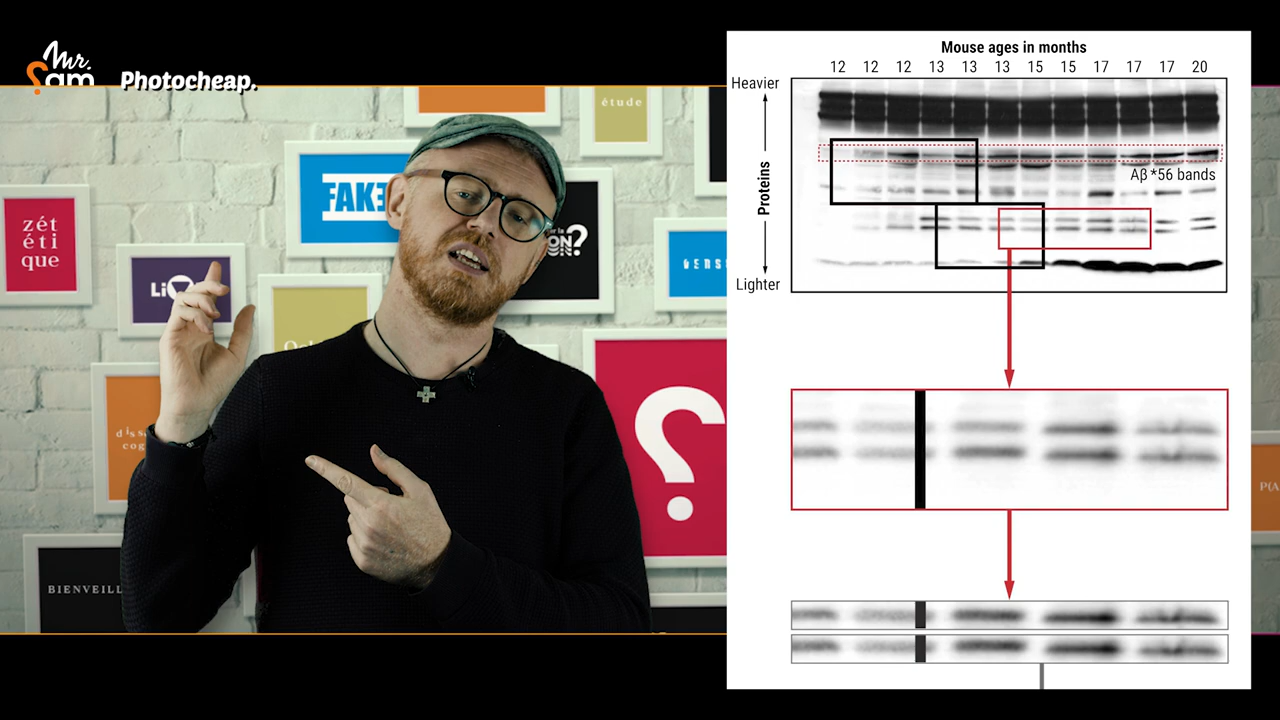 Mr.
Sam
Photocheap.
étude
FAKE
zét
éti
que
ON?
BIENVEILL
Mouse ages in months
12 12 12 13 13 13 15 15 17 17 17 20
Heavier
Proteins
Lighter
Aβ*56 bands